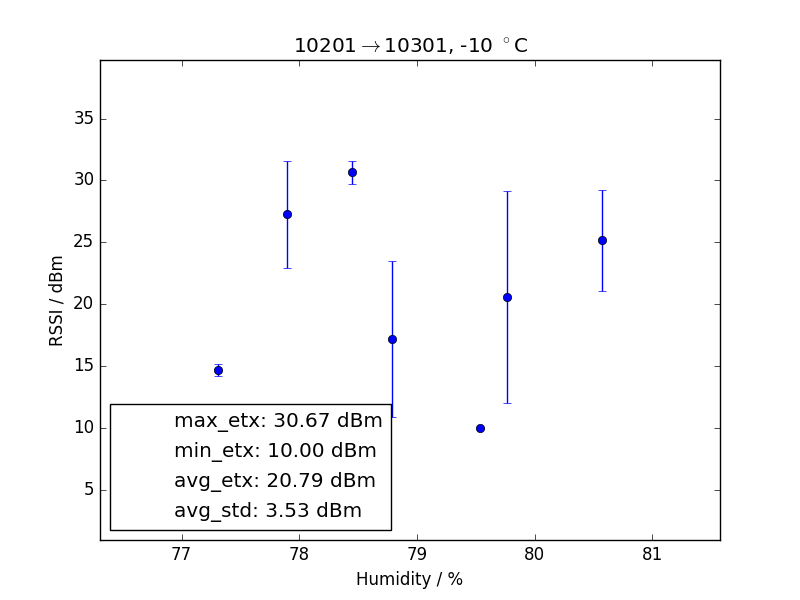 10201→10301, -10 °C
35
30
25
20
15
10
5
RSSI / dBm
max_etx: 30.67 dBm
min_etx: 10.00 dBm
avg_etx: 20.79 dBm
avg_std: 3.53 dBm
77 78 79 80 81
Humidity / %